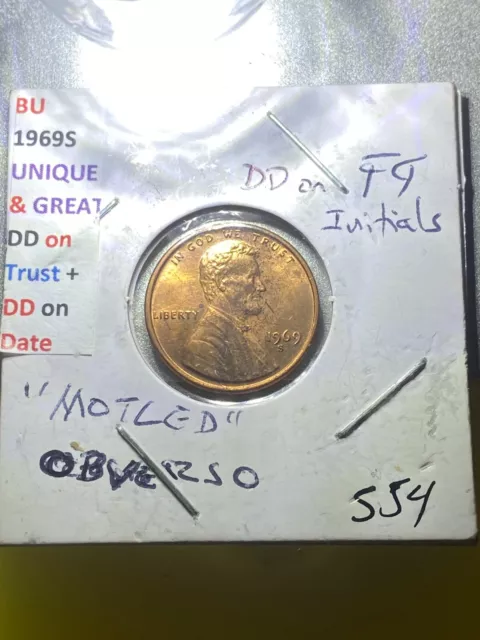 BU
1969S
UNIQUE
& GREAT
DD on
Trust +
DD on
Date
DD on FG
Initials
IN GOD WE TRUST
LIBERTY
1969
S
"MOTLED"
OBVERSO
554